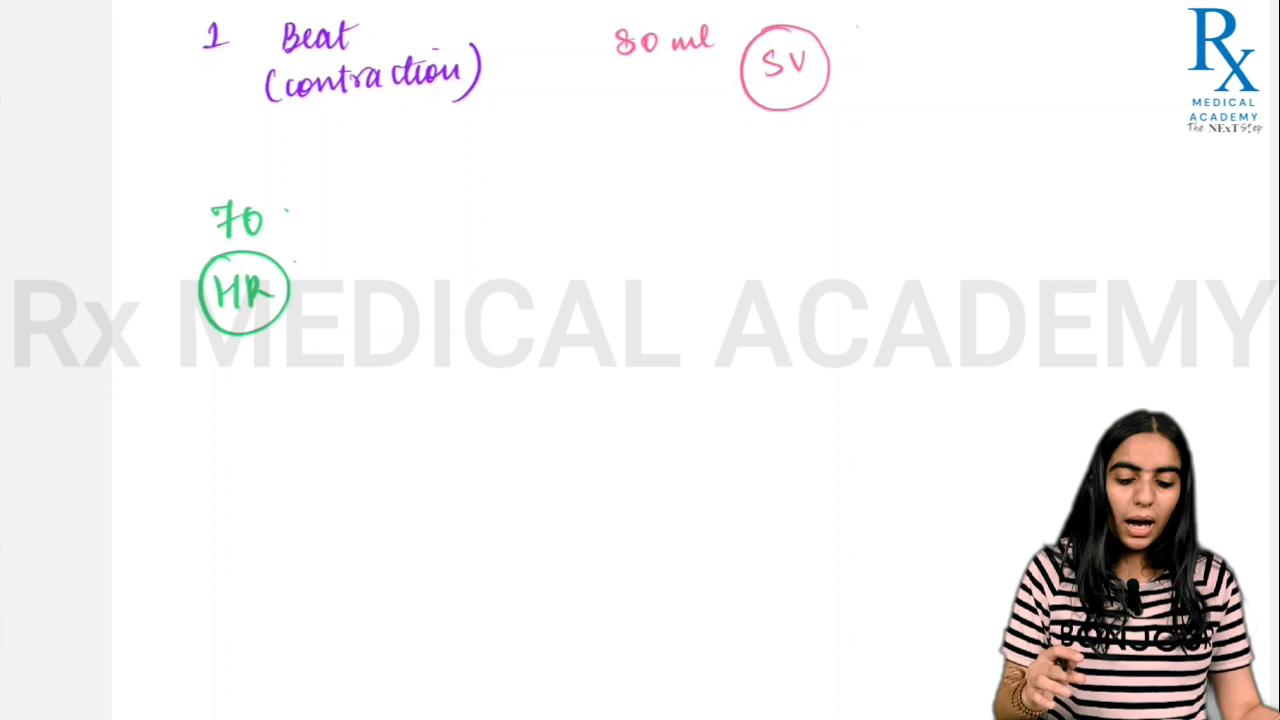 1 Beat 80 ml SV
(contraction)
Rx
MEDICAL
ACADEMY
The NExT Step
70
HR
Rx MEDICAL ACADEMY
BONJOUR